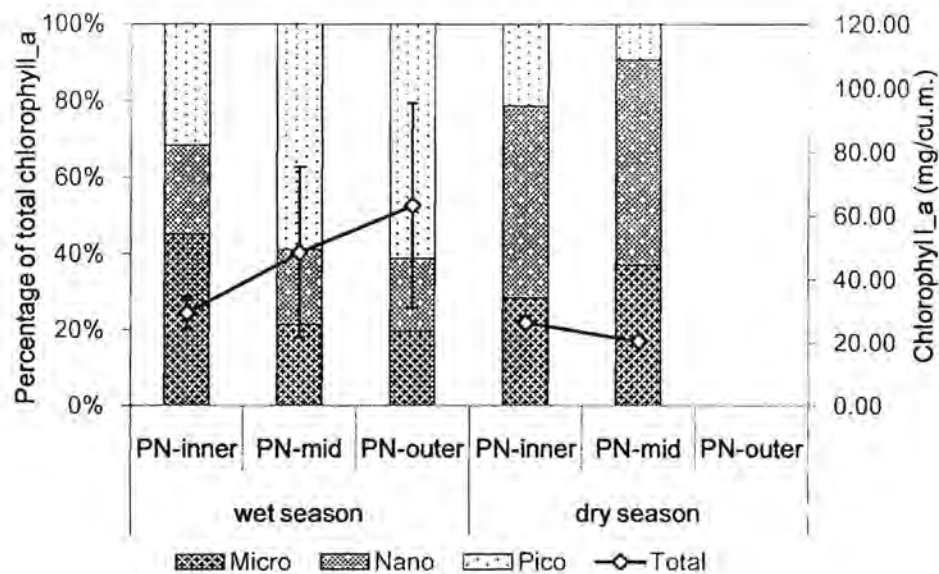 Percentage of total chlorophyll_a
100%
80%
60%
40%
20%
0%
120.00
100.00
80.00
60.00
40.00
20.00
0.00
Chlorophyll_a (mg/cu.m.)
PN-inner PN-mid PN-outer PN-inner PN-mid PN-outer
wet season dry season
Micro Nano Pico Total